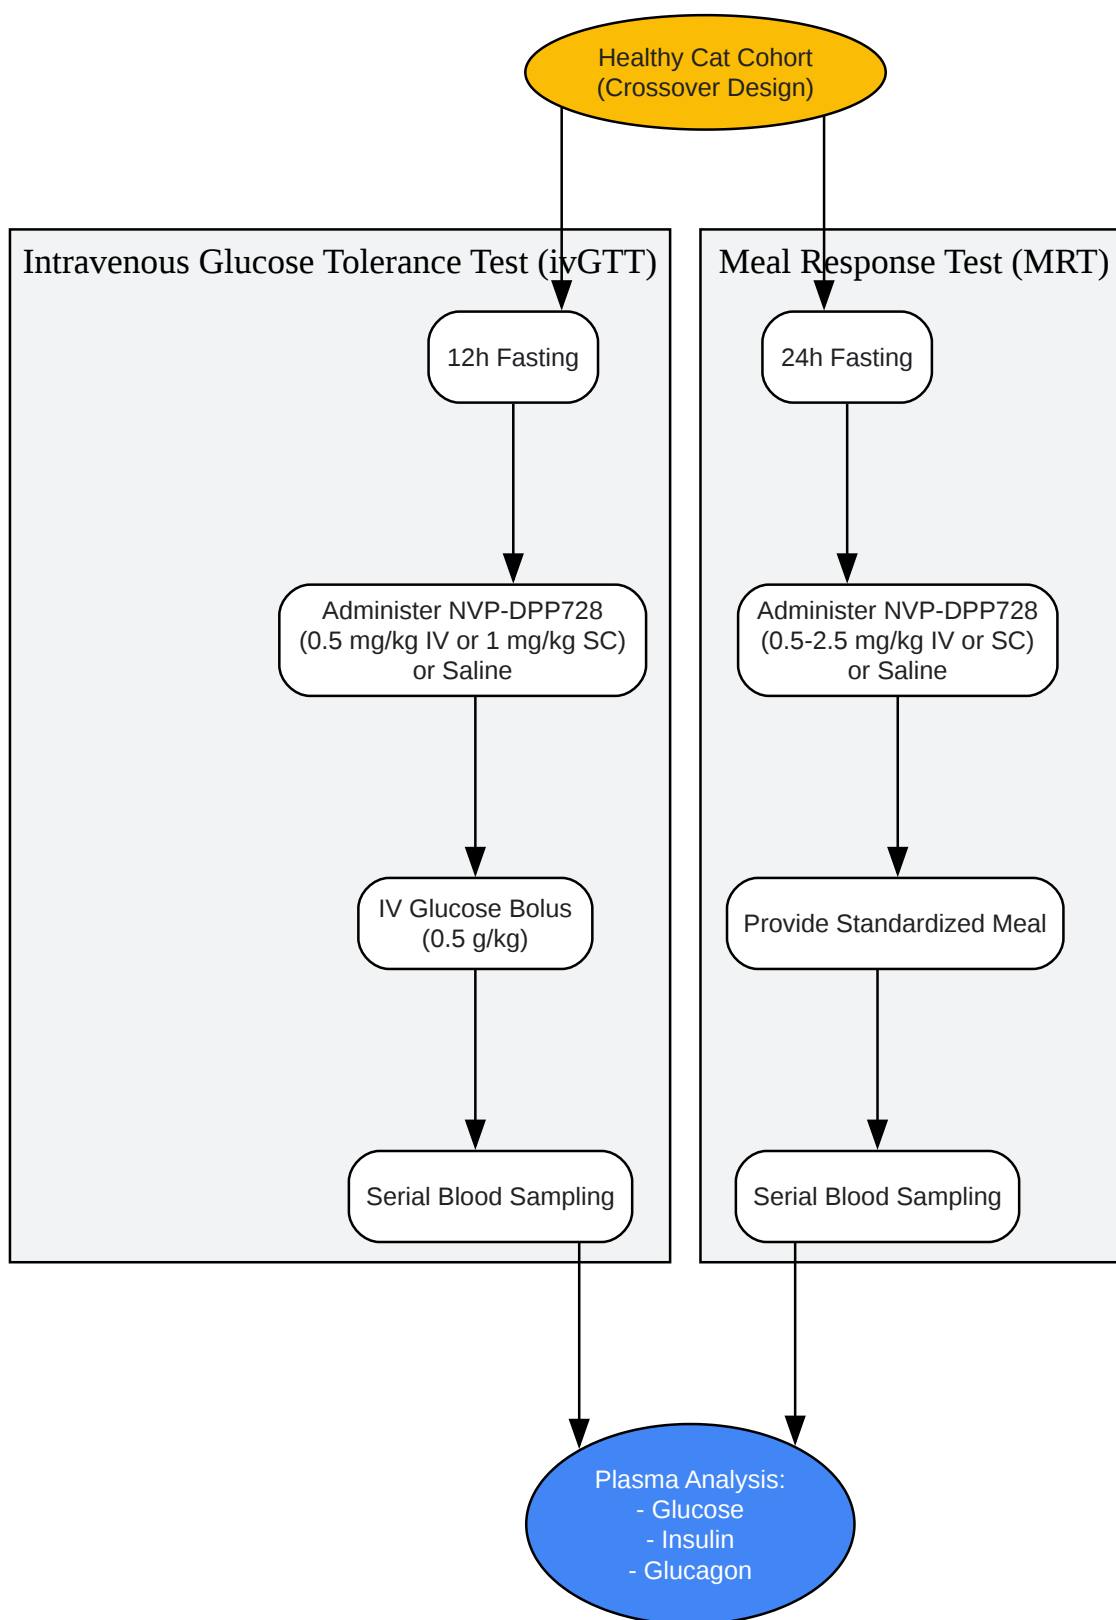 Healthy Cat Cohort
(Crossover Design)
Intravenous Glucose Tolerance Test (ivGTT)
12h Fasting
Administer NVP-DPP728
(0.5 mg/kg IV or 1 mg/kg SC)
or Saline
IV Glucose Bolus
(0.5 g/kg)
Serial Blood Sampling
Meal Response Test (MRT)
24h Fasting
Administer NVP-DPP728
(0.5-2.5 mg/kg IV or SC)
or Saline
Provide Standardized Meal
Serial Blood Sampling
Plasma Analysis:
- Glucose
- Insulin
- Glucagon